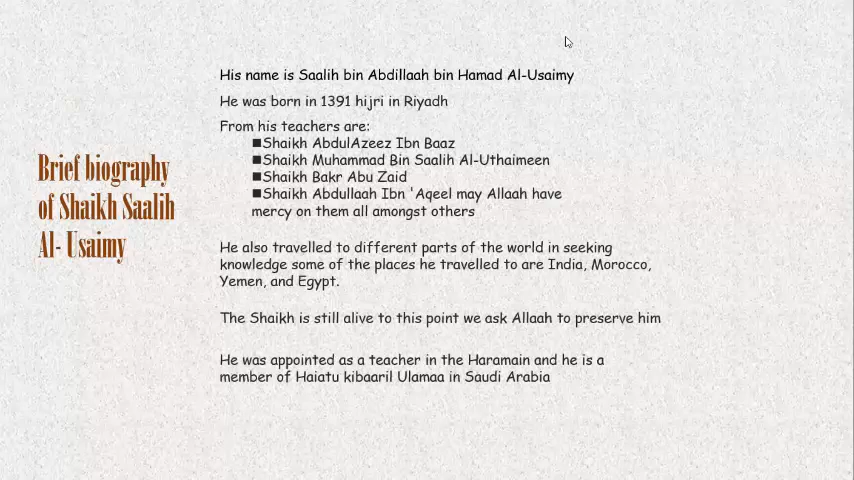 Brief biography
of Shaikh Saalih
Al- Usaimy
His name is Saalih bin Abdillaah bin Hamad Al-Usaimy
He was born in 1391 hijri in Riyadh
From his teachers are:
■Shaikh AbdulAzeez Ibn Baaz
■Shaikh Muhammad Bin Saalih Al-Uthaimeen
■Shaikh Bakr Abu Zaid
■Shaikh Abdullaah Ibn 'Aqeel may Allaah have
mercy on them all amongst others
He also travelled to different parts of the world in seeking
knowledge some of the places he travelled to are India, Morocco,
Yemen, and Egypt.
The Shaikh is still alive to this point we ask Allaah to preserve him
He was appointed as a teacher in the Haramain and he is a
member of Haiatu kibaaril Ulamaa in Saudi Arabia